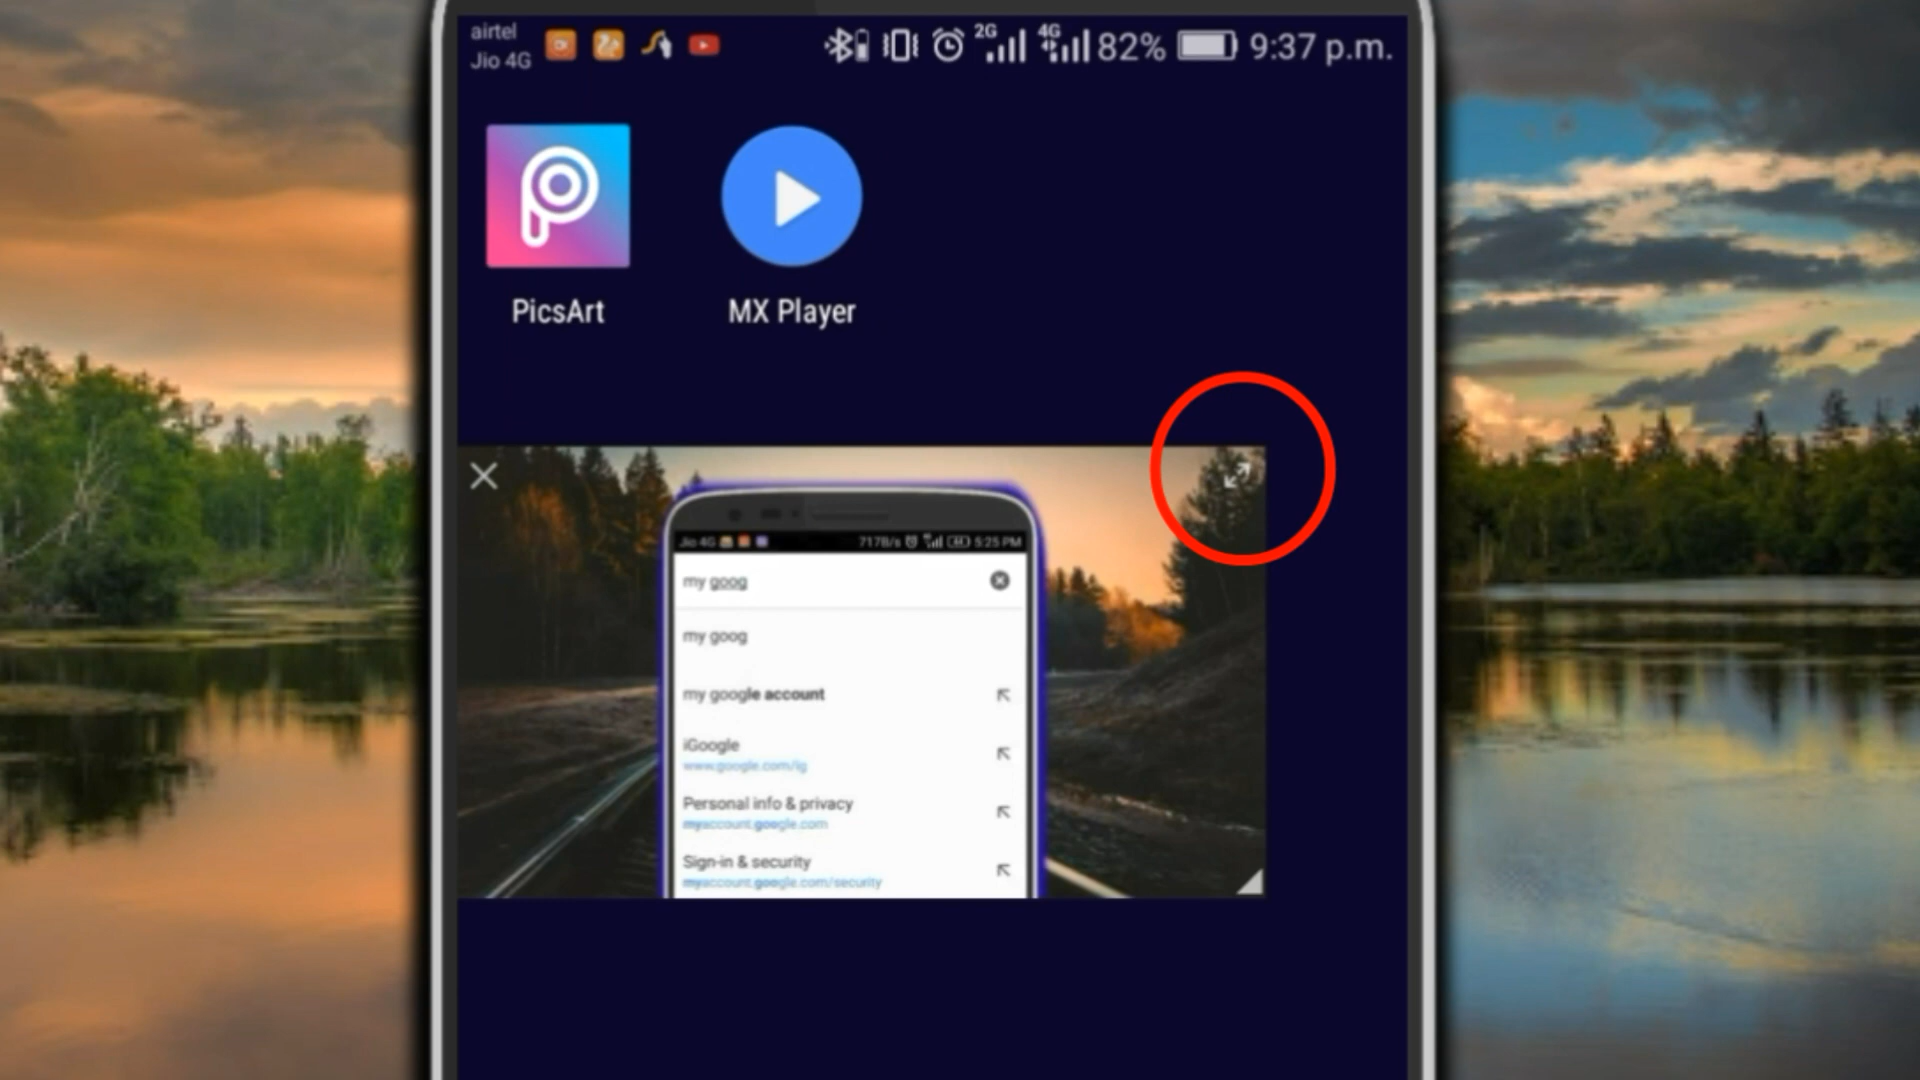 airtel
Jio 4G
2G
4G
82%
9:37 p.m.
PicsArt
MX Player
Jio 4G
717B/s
5:25 PM
my goog
my goog
my google account
iGoogle
www.google.com/ig
Personal info & privacy
myaccount.google.com
Sign-in & security
myaccount.google.com/security